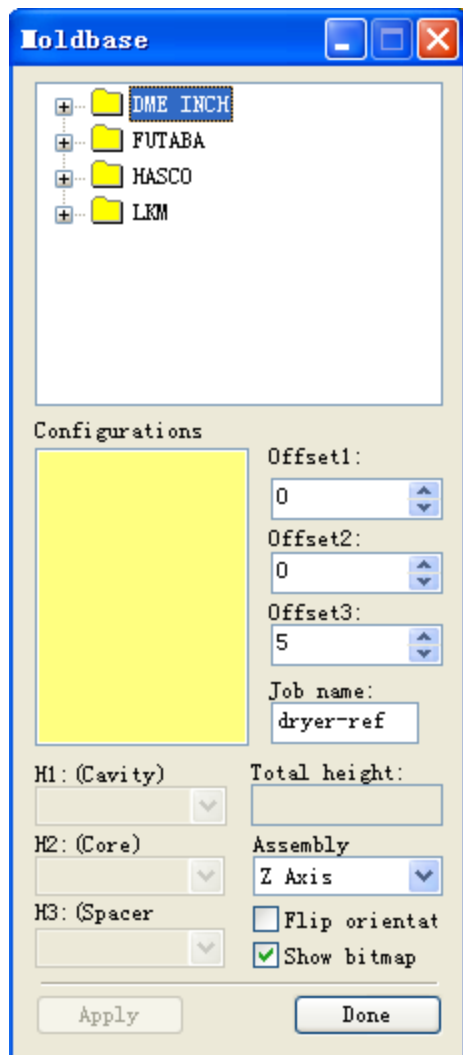 Moldbase
DME INCH
FUTABA
HASCO
LKM
Configurations
Offset1:
0
Offset2:
0
Offset3:
5
Job name:
dryer-ref
H1:(Cavity)
Total height:
H2:(Core)
Assembly
Z Axis
H3:(Spacer
Flip orientat
Show bitmap
Apply
Done